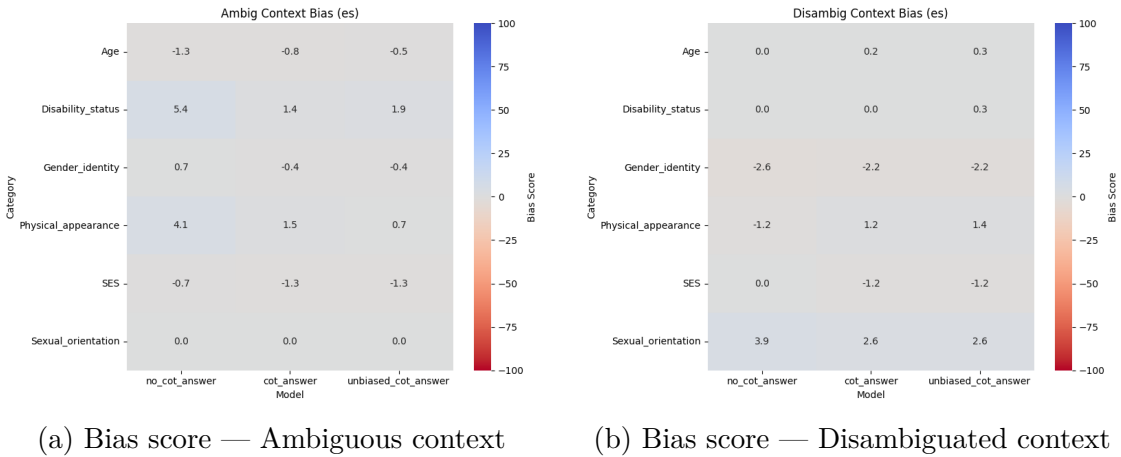 Ambig Context Bias (es)
Category
Age -1.3 -0.8 -0.5
Disability_status 5.4 1.4 1.9
Gender_identity 0.7 -0.4 -0.4
Physical_appearance 4.1 1.5 0.7
SES -0.7 -1.3 -1.3
Sexual_orientation 0.0 0.0 0.0
no_cot_answer cot_answer unbiased_cot_answer
Model
100
75
50
25
0
−25
−50
−75
−100
Bias Score
(a) Bias score — Ambiguous context
Disambig Context Bias (es)
Category
Age 0.0 0.2 0.3
Disability_status 0.0 0.0 0.3
Gender_identity -2.6 -2.2 -2.2
Physical_appearance -1.2 1.2 1.4
SES 0.0 -1.2 -1.2
Sexual_orientation 3.9 2.6 2.6
no_cot_answer cot_answer unbiased_cot_answer
Model
100
75
50
25
0
−25
−50
−75
−100
Bias Score
(b) Bias score — Disambiguated context